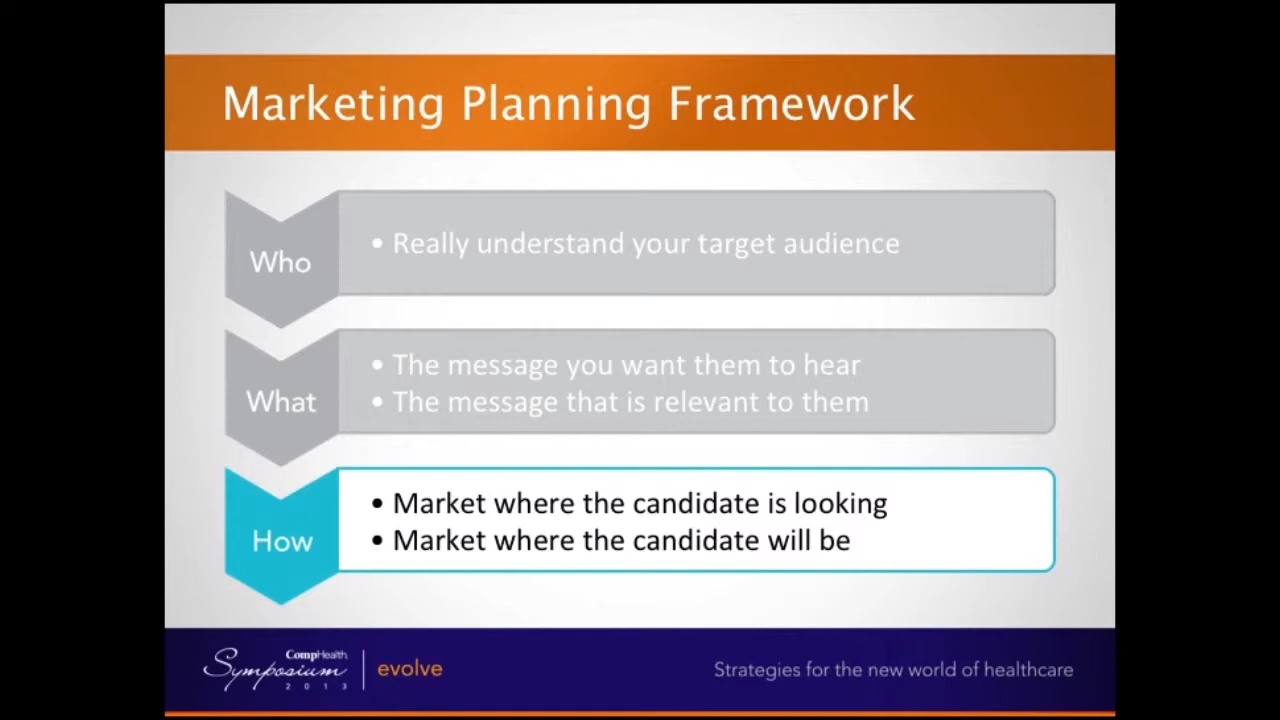 Marketing Planning Framework
Who
• Really understand your target audience
What
• The message you want them to hear
• The message that is relevant to them
How
• Market where the candidate is looking
• Market where the candidate will be
CompHealth
Symposium
2013
evolve
Strategies for the new world of healthcare